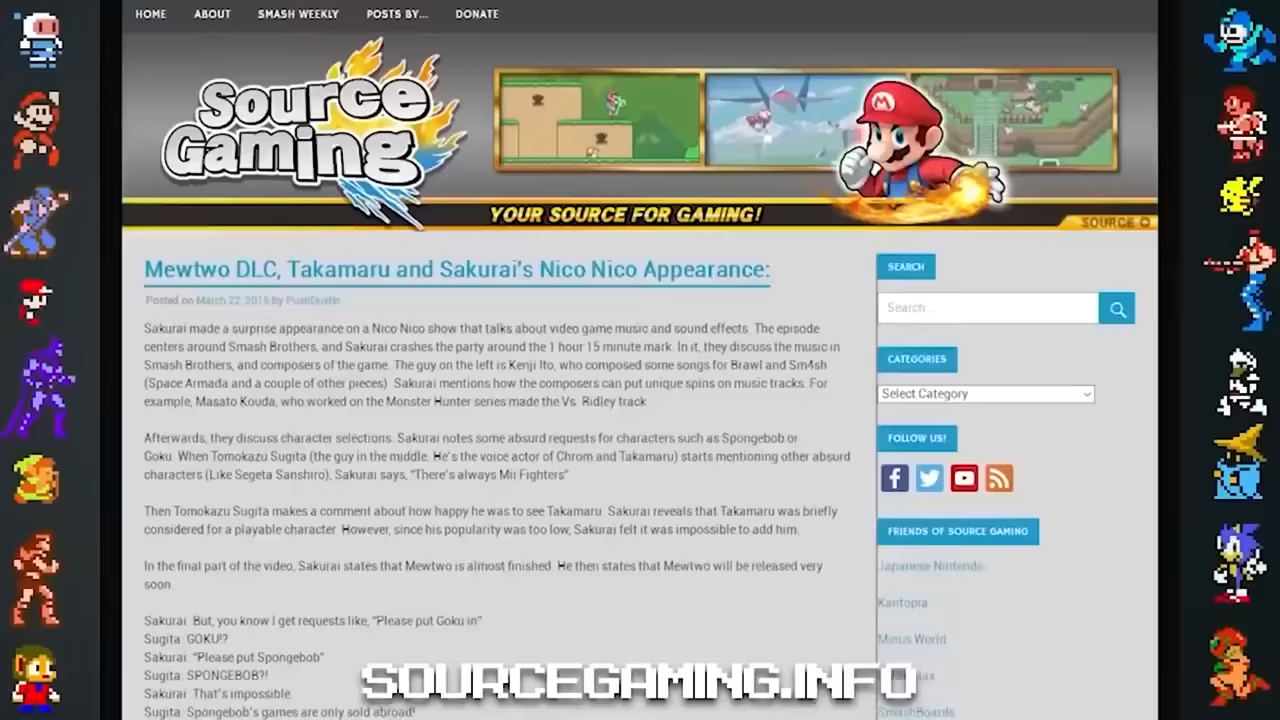 HOME ABOUT SMASH WEEKLY POSTS BY... DONATE
Source
Gaming
YOUR SOURCE FOR GAMING!
SOURCE
Mewtwo DLC, Takamaru and Sakurai's Nico Nico Appearance:
Posted on March 22, 2015 by PushDustIn
Sakurai made a surprise appearance on a Nico Nico show that talks about video game music and sound effects. The episode
centers around Smash Brothers, and Sakurai crashes the party around the 1 hour 15 minute mark. In it, they discuss the music in
Smash Brothers, and composers of the game. The guy on the left is Kenji Ito, who composed some songs for Brawl and Sm4sh
(Space Armada and a couple of other pieces). Sakurai mentions how the composers can put unique spins on music tracks. For
example, Masato Kouda, who worked on the Monster Hunter series made the Vs. Ridley track.
Afterwards, they discuss character selections. Sakurai notes some absurd requests for characters such as Spongebob or
Goku. When Tomokazu Sugita (the guy in the middle. He's the voice actor of Chrom and Takamaru) starts mentioning other absurd
characters (Like Segeta Sanshiro), Sakurai says, "There's always Mii Fighters"
Then Tomokazu Sugita makes a comment about how happy he was to see Takamaru. Sakurai reveals that Takamaru was briefly
considered for a playable character. However, since his popularity was too low, Sakurai felt it was impossible to add him.
In the final part of the video, Sakurai states that Mewtwo is almost finished. He then states that Mewtwo will be released very
soon.
Sakurai: But, you know I get requests like, "Please put Goku in"
Sugita: GOKU!?
Sakurai: "Please put Spongebob"
Sugita: SPONGEBOB?!
Sakurai: That's impossible.
Sugita: Spongebob's games are only sold abroad!
SEARCH
Search ...
CATEGORIES
Select Category
FOLLOW US!
FRIENDS OF SOURCE GAMING
Japanese Nintendo
Kantopia
Minus World
SmashBoards
SOURCEGAMING.INFO